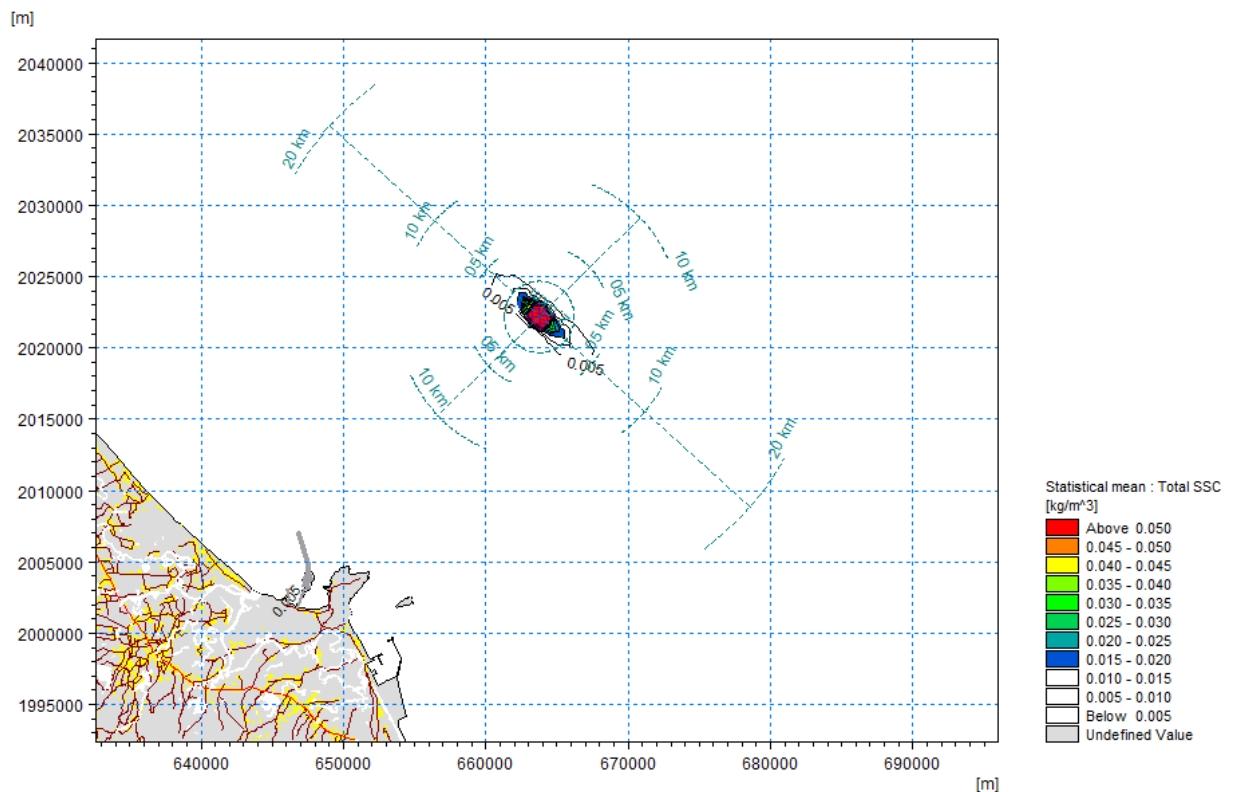 [m]
2040000
2035000
2030000
2025000
2020000
2015000
2010000
2005000
2000000
1995000
20 km
10 km
05 km
10 km
05 km
0.005
05 km
05 km
0.005
10 km
10 km
20 km
0.005
640000
650000
660000
670000
680000
690000
[m]
Statistical mean : Total SSC
[kg/m^3]
Above 0.050
0.045 - 0.050
0.040 - 0.045
0.035 - 0.040
0.030 - 0.035
0.025 - 0.030
0.020 - 0.025
0.015 - 0.020
0.010 - 0.015
0.005 - 0.010
Below 0.005
Undefined Value